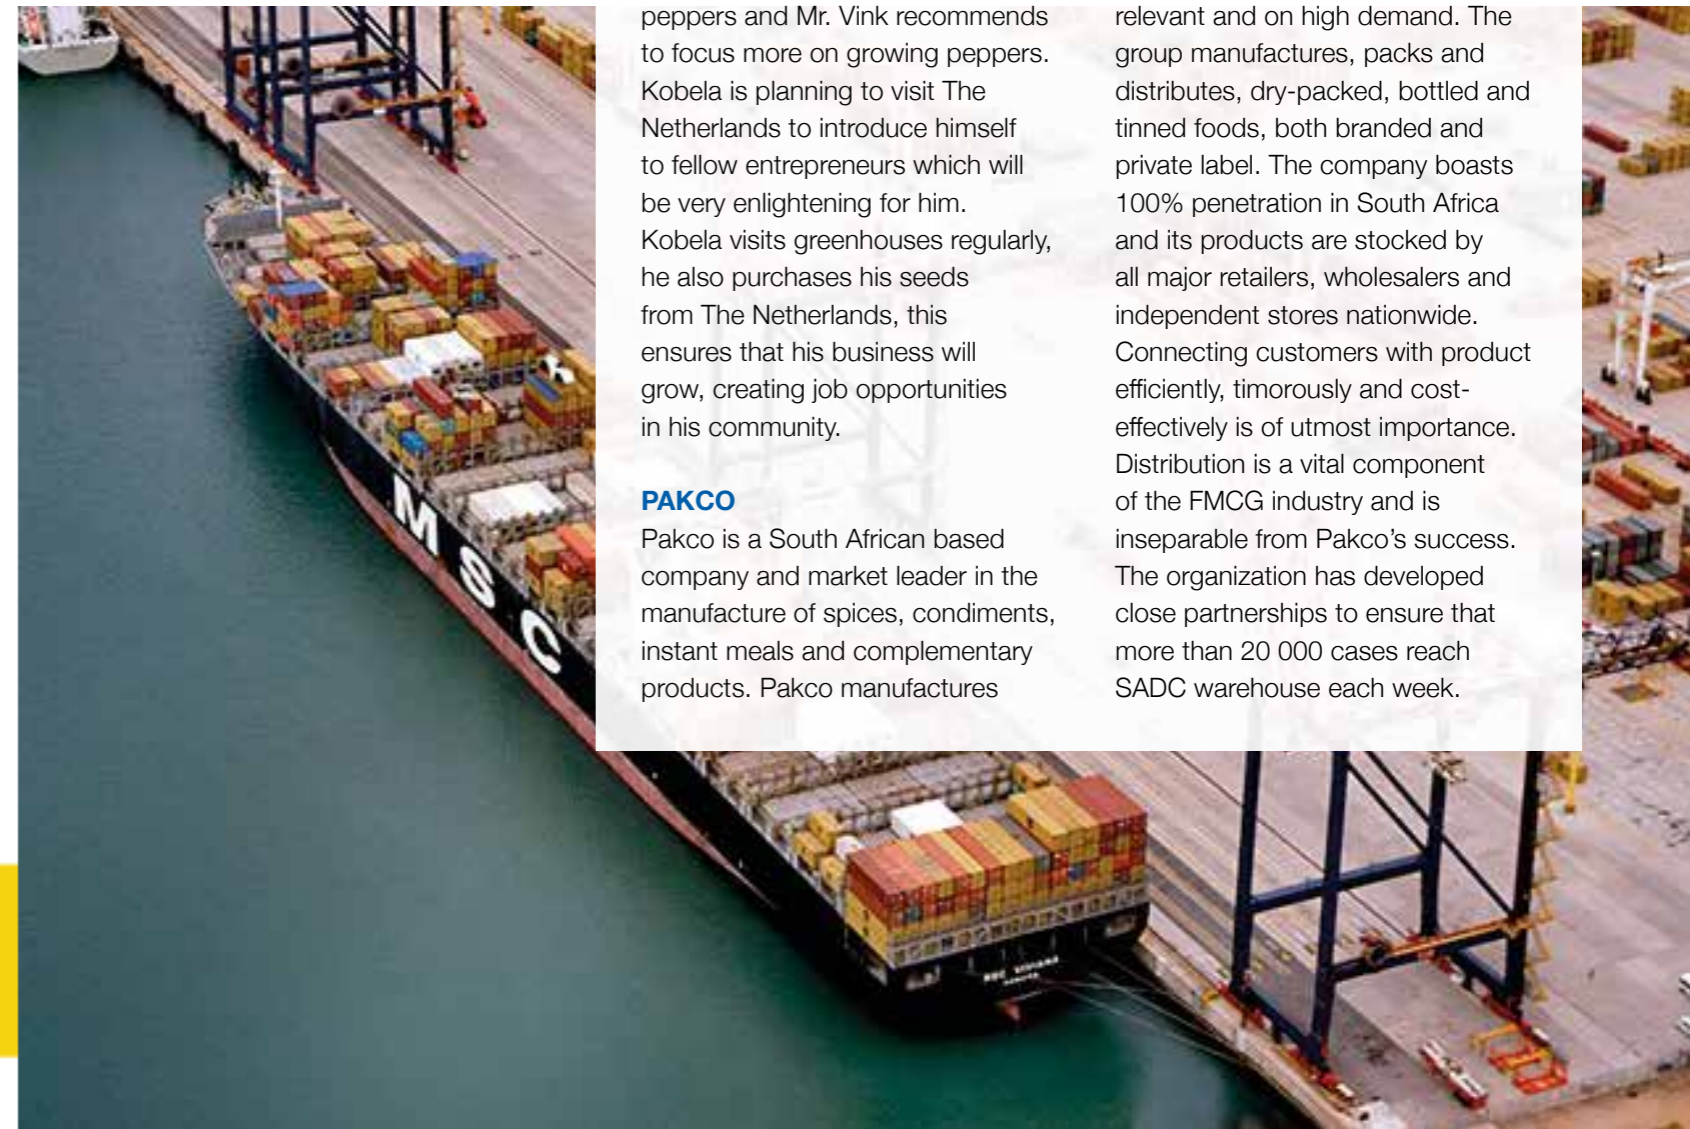 peppers and Mr. Vink recommends
to focus more on growing peppers.
Kobela is planning to visit The
Netherlands to introduce himself
to fellow entrepreneurs which will
be very enlightening for him.
Kobela visits greenhouses regularly,
he also purchases his seeds
from The Netherlands, this
ensures that his business will
grow, creating job opportunities
in his community.
PAKCO
Pakco is a South African based
company and market leader in the
manufacture of spices, condiments,
instant meals and complementary
products. Pakco manufactures
relevant and on high demand. The
group manufactures, packs and
distributes, dry-packed, bottled and
tinned foods, both branded and
private label. The company boasts
100% penetration in South Africa
and its products are stocked by
all major retailers, wholesalers and
independent stores nationwide.
Connecting customers with product
efficiently, timorously and cost-
effectively is of utmost importance.
Distribution is a vital component
of the FMCG industry and is
inseparable from Pakco's success.
The organization has developed
close partnerships to ensure that
more than 20 000 cases reach
SADC warehouse each week.
MSC